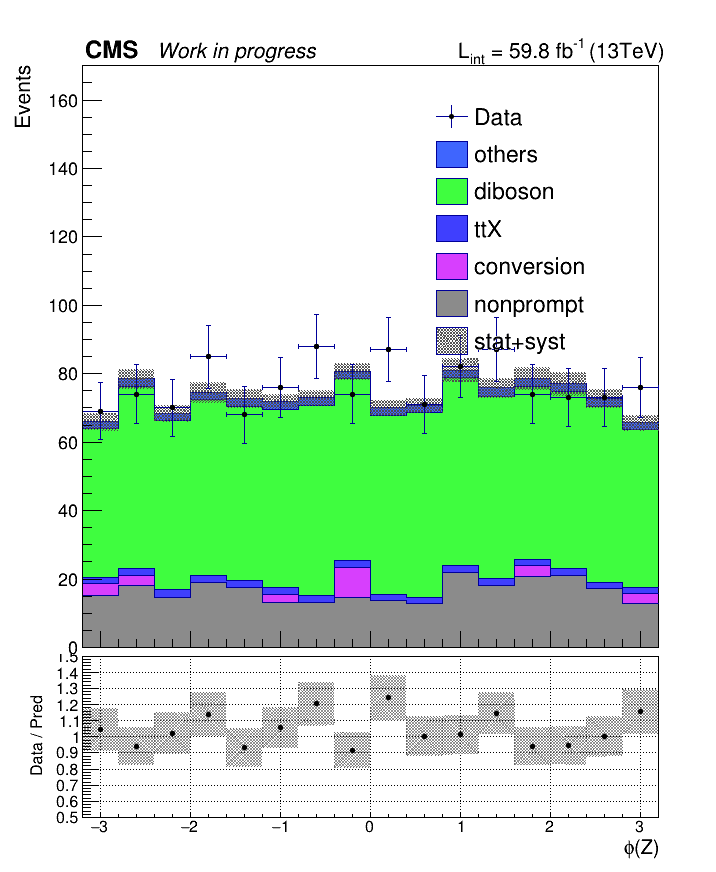 CMS Work in progress L_int = 59.8 fb^-1 (13TeV)
Events
160
140
120
100
80
60
40
20
0
Data
others
diboson
ttX
conversion
nonprompt
stat+syst
Data / Pred
1.5
1.4
1.3
1.2
1.1
1
0.9
0.8
0.7
0.6
0.5
−3 −2 −1 0 1 2 3
ϕ(Z)